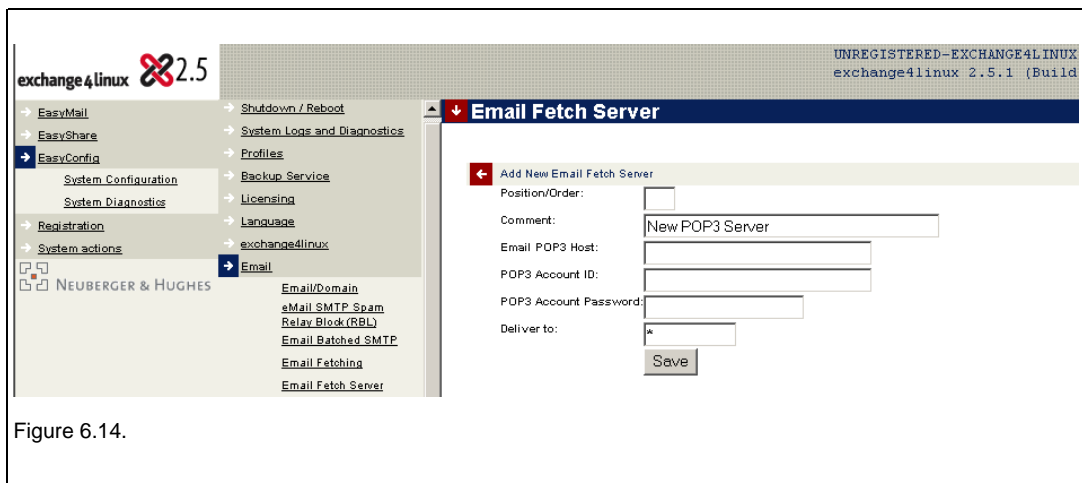 exchange4linux 2.5
UNREGISTERED-EXCHANGE4LINUX
exchange4linux 2.5.1 (Build
EasyMail
EasyShare
EasyConfig
System Configuration
System Diagnostics
Registration
System actions
NEUBERGER & HUGHES
Shutdown / Reboot
System Logs and Diagnostics
Profiles
Backup Service
Licensing
Language
exchange4linux
Email
Email/Domain
eMail SMTP Spam
Relay Block (RBL)
Email Batched SMTP
Email Fetching
Email Fetch Server
Email Fetch Server
Add New Email Fetch Server
Position/Order:
Comment: New POP3 Server
Email POP3 Host:
POP3 Account ID:
POP3 Account Password:
Deliver to: *
Save
Figure 6.14.